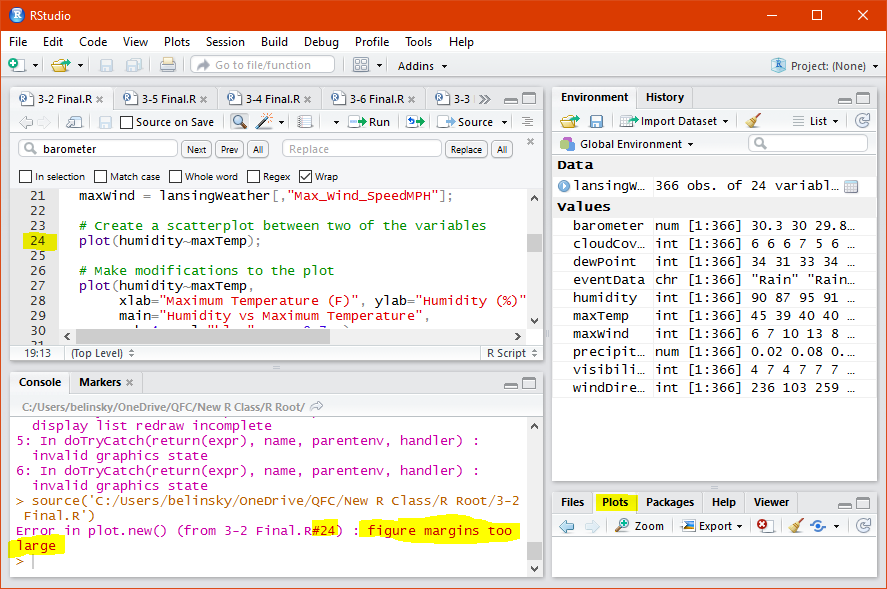 RStudio
File Edit Code View Plots Session Build Debug Profile Tools Help
Go to file/function Addins Project: (None)
3-2 Final.R 3-5 Final.R 3-4 Final.R 3-6 Final.R 3-3
Source on Save Run Source
barometer Next Prev All Replace Replace All
In selection Match case Whole word Regex Wrap
21 maxWind = lansingWeather[,"Max_Wind_SpeedMPH"];
22
23 # Create a scatterplot between two of the variables
24 plot(humidity~maxTemp);
25
26 # Make modifications to the plot
27 plot(humidity~maxTemp,
28 xlab="Maximum Temperature (F)", ylab="Humidity (%)"
29 main="Humidity vs Maximum Temperature",
30
31
19:13 (Top Level) R Script
Console Markers
C:/Users/belinsky/OneDrive/QFC/New R Class/R Root/
display list redraw incomplete
5: In doTryCatch(return(expr), name, parentenv, handler) :
invalid graphics state
6: In doTryCatch(return(expr), name, parentenv, handler) :
invalid graphics state
> source('C:/Users/belinsky/OneDrive/QFC/New R Class/R Root/3-2
Final.R')
Error in plot.new() (from 3-2 Final.R#24) : figure margins too
large
>
Environment History
Import Dataset List
Global Environment
Data
lansingW… 366 obs. of 24 variabl…
Values
barometer num [1:366] 30.3 30 29.8…
cloudCov… int [1:366] 6 6 6 7 5 6 …
dewPoint int [1:366] 34 31 33 34 …
eventData chr [1:366] "Rain" "Rain…
humidity int [1:366] 90 87 95 91 …
maxTemp int [1:366] 45 39 40 40 …
maxWind int [1:366] 6 7 10 13 8 …
precipit… num [1:366] 0.02 0.08 0.…
visibili… int [1:366] 4 7 4 7 7 7 …
windDire… int [1:366] 236 103 259 …
Files Plots Packages Help Viewer
Zoom Export